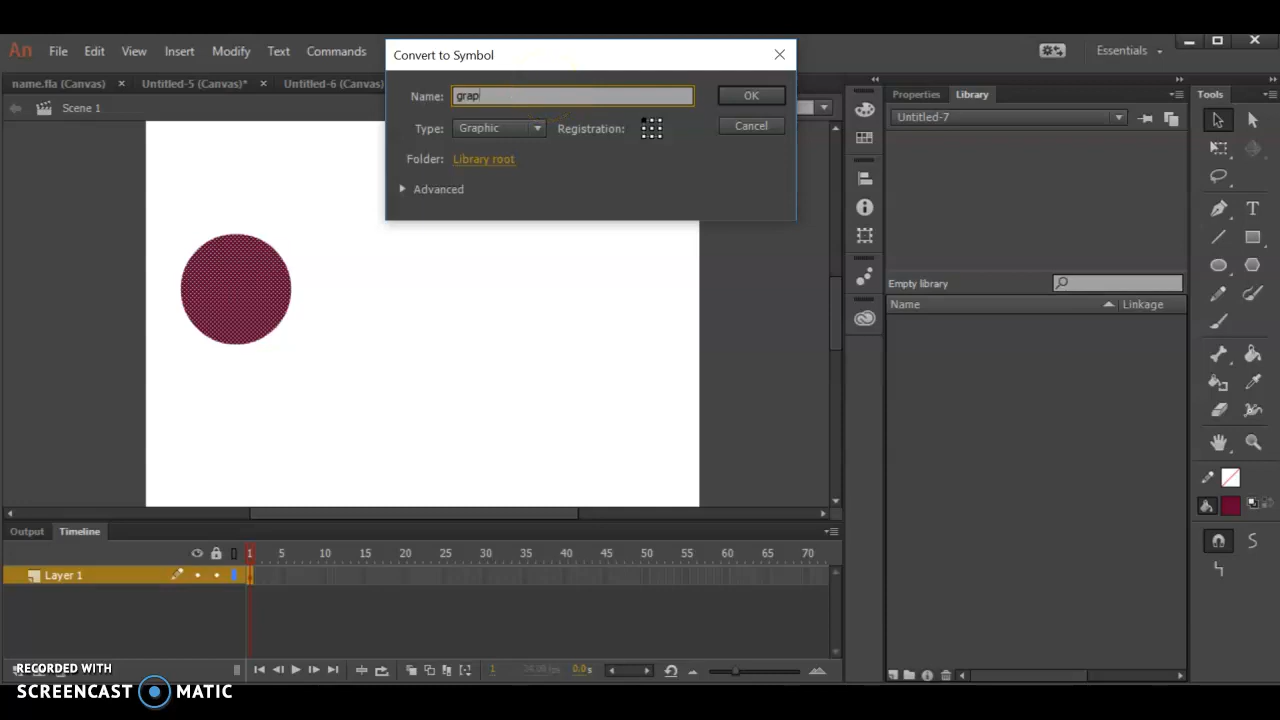 An File Edit View Insert Modify Text Commands Essentials
Convert to Symbol
name.fla (Canvas) × Untitled-5 (Canvas)* × Untitled-6 (Canvas)
Scene 1
Name: grap OK
Type: Graphic Registration: Cancel
Folder: Library root
Advanced
Properties Library
Untitled-7
Empty library
Name Linkage
Tools
Output Timeline
1 5 10 15 20 25 30 35 40 45 50 55 60 65 70
Layer 1
1 0.0s
RECORDED WITH
SCREENCAST MATIC